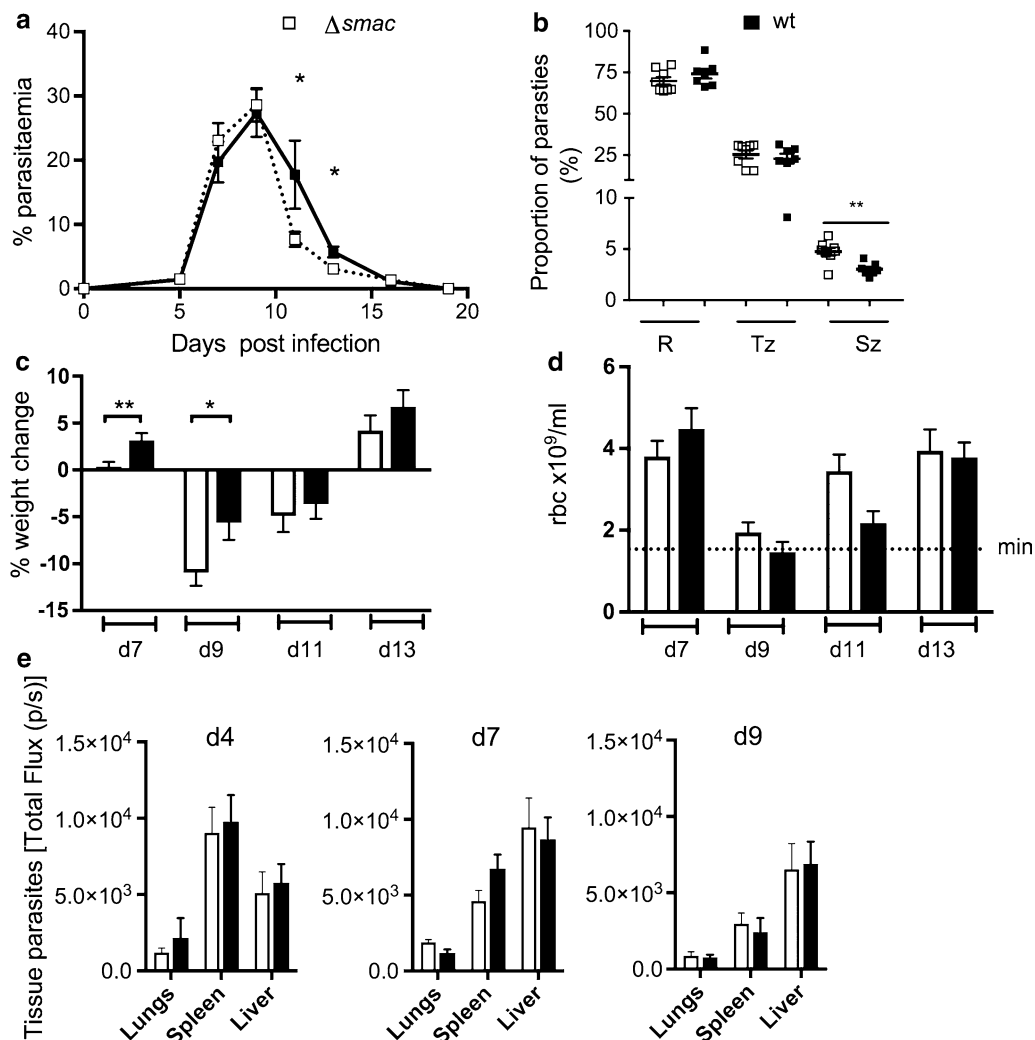 a
Δsmac
% parasitaemia
40
30
20
10
0
*
*
0
5
10
15
20
Days post infection
b
wt
Proportion of parasties
(%)
100
75
50
25
10
5
0
**
R
Tz
Sz
c
% weight change
10
5
0
-5
-10
-15
**
*
d7
d9
d11
d13
d
rbc x10⁹/ml
6
4
2
0
min
d7
d9
d11
d13
e
Tissue parasites [Total Flux (p/s)]
d4
1.5×10⁴
1.0×10⁴
5.0×10³
0.0
Lungs
Spleen
Liver
d7
1.5×10⁴
1.0×10⁴
5.0×10³
0.0
Lungs
Spleen
Liver
d9
1.5×10⁴
1.0×10⁴
5.0×10³
0.0
Lungs
Spleen
Liver